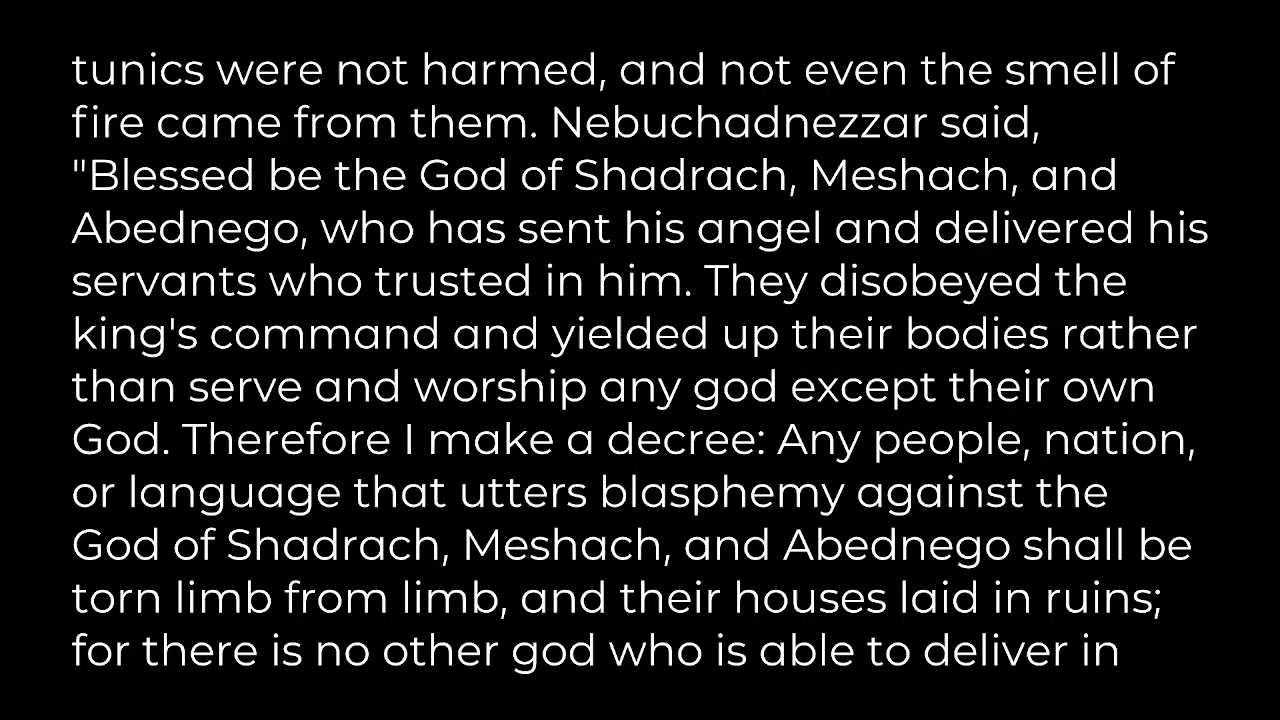 tunics were not harmed, and not even the smell of
fire came from them. Nebuchadnezzar said,
"Blessed be the God of Shadrach, Meshach, and
Abednego, who has sent his angel and delivered his
servants who trusted in him. They disobeyed the
king's command and yielded up their bodies rather
than serve and worship any god except their own
God. Therefore I make a decree: Any people, nation,
or language that utters blasphemy against the
God of Shadrach, Meshach, and Abednego shall be
torn limb from limb, and their houses laid in ruins;
for there is no other god who is able to deliver in